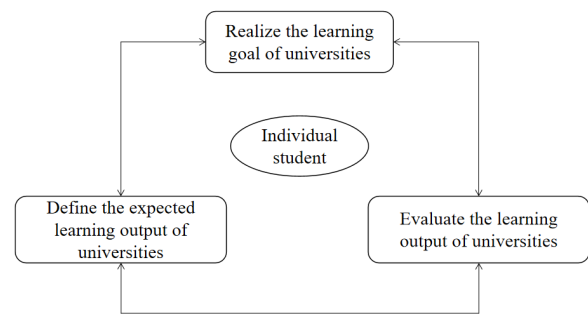 Realize the learning
goal of universities
Individual
student
Define the expected
learning output of
universities
Evaluate the learning
output of universities